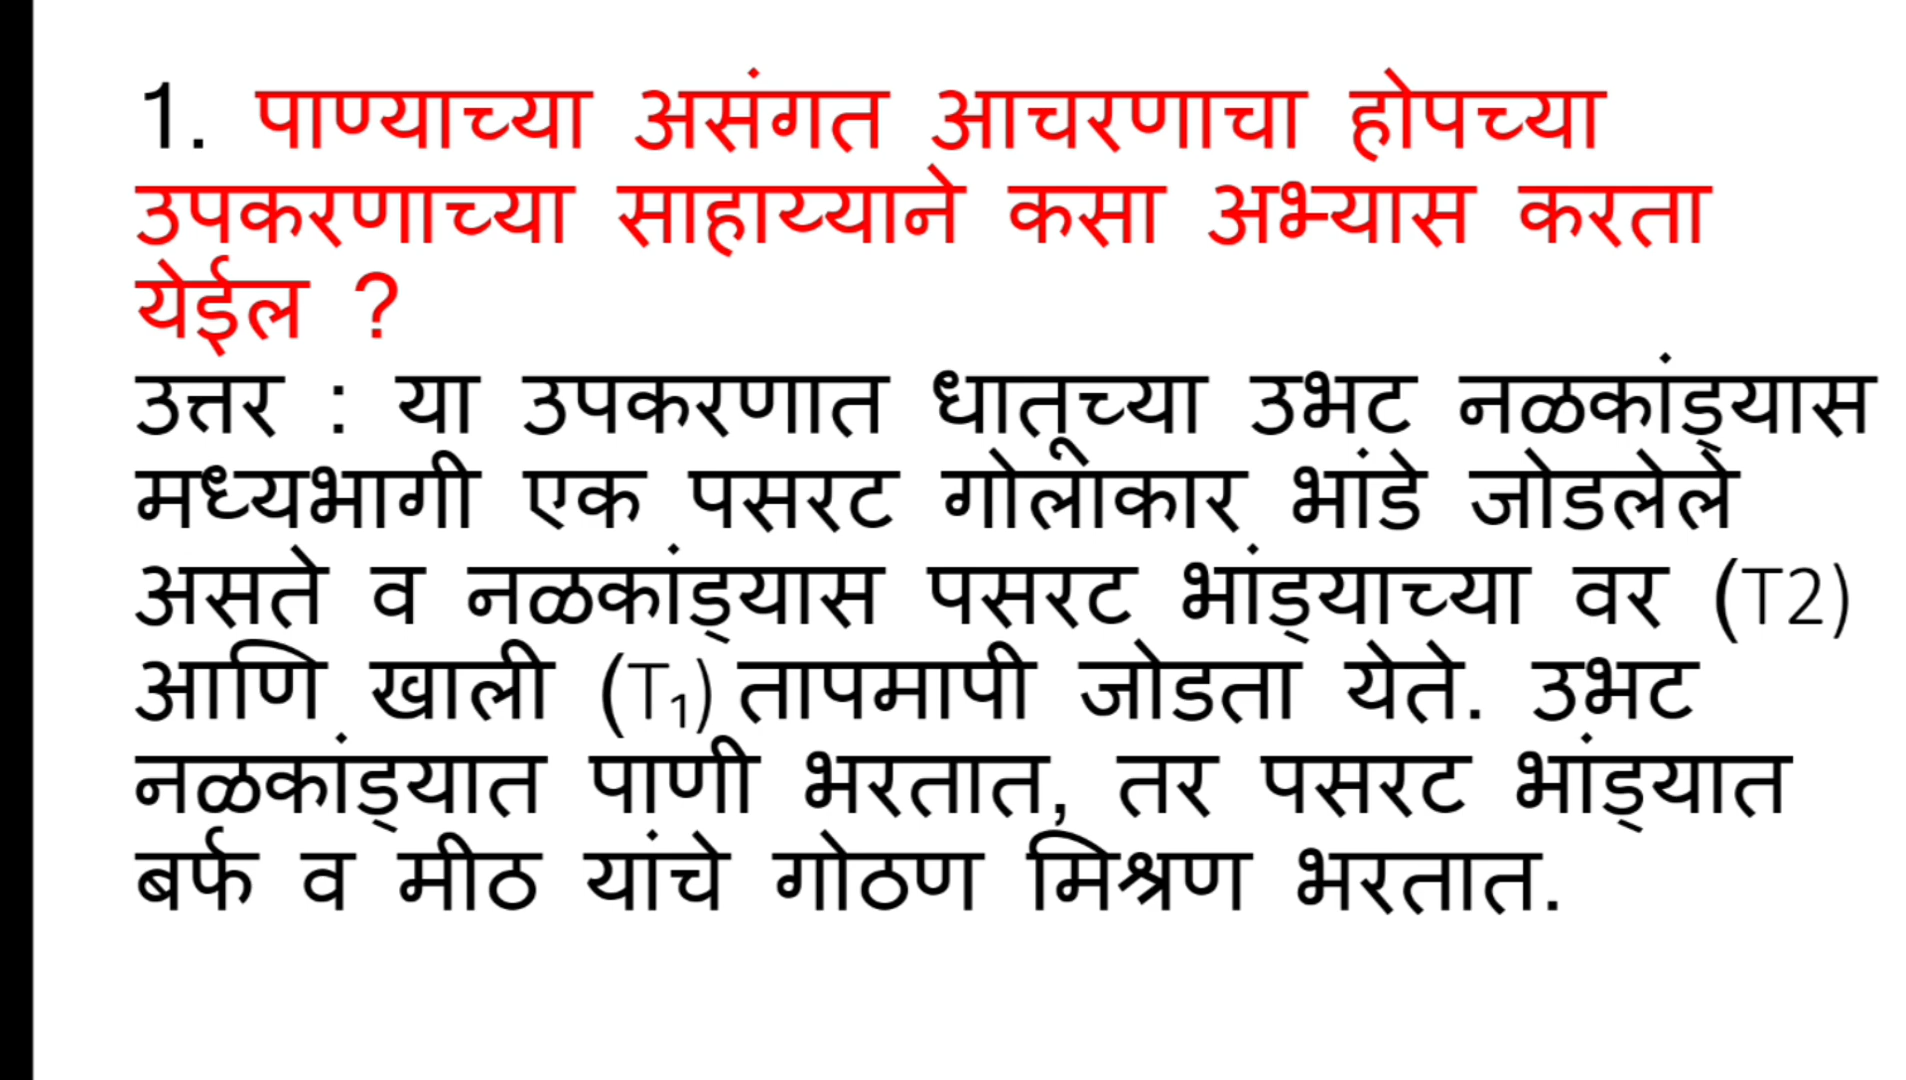 1. पाण्याच्या असंगत आचरणाचा होपच्या
उपकरणाच्या साहाय्याने कसा अभ्यास करता
येईल ?
उत्तर : या उपकरणात धातूच्या उभट नळकांड्यास
मध्यभागी एक पसरट गोलाकार भांडे जोडलेले
असते व नळकांड्यास पसरट भांड्याच्या वर (T2)
आणि खाली (T₁) तापमापी जोडता येते. उभट
नळकांड्यात पाणी भरतात, तर पसरट भांड्यात
बर्फ व मीठ यांचे गोठण मिश्रण भरतात.